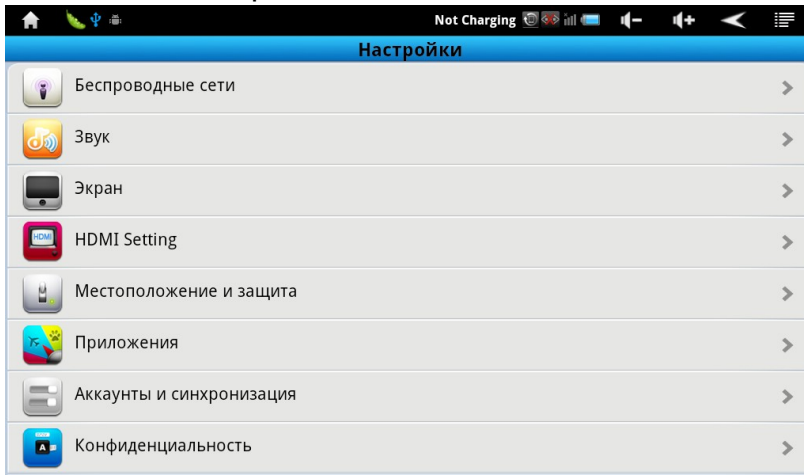 Not Charging
Настройки
Беспроводные сети
Звук
Экран
HDMI Setting
Местоположение и защита
Приложения
Аккаунты и синхронизация
Конфиденциальность